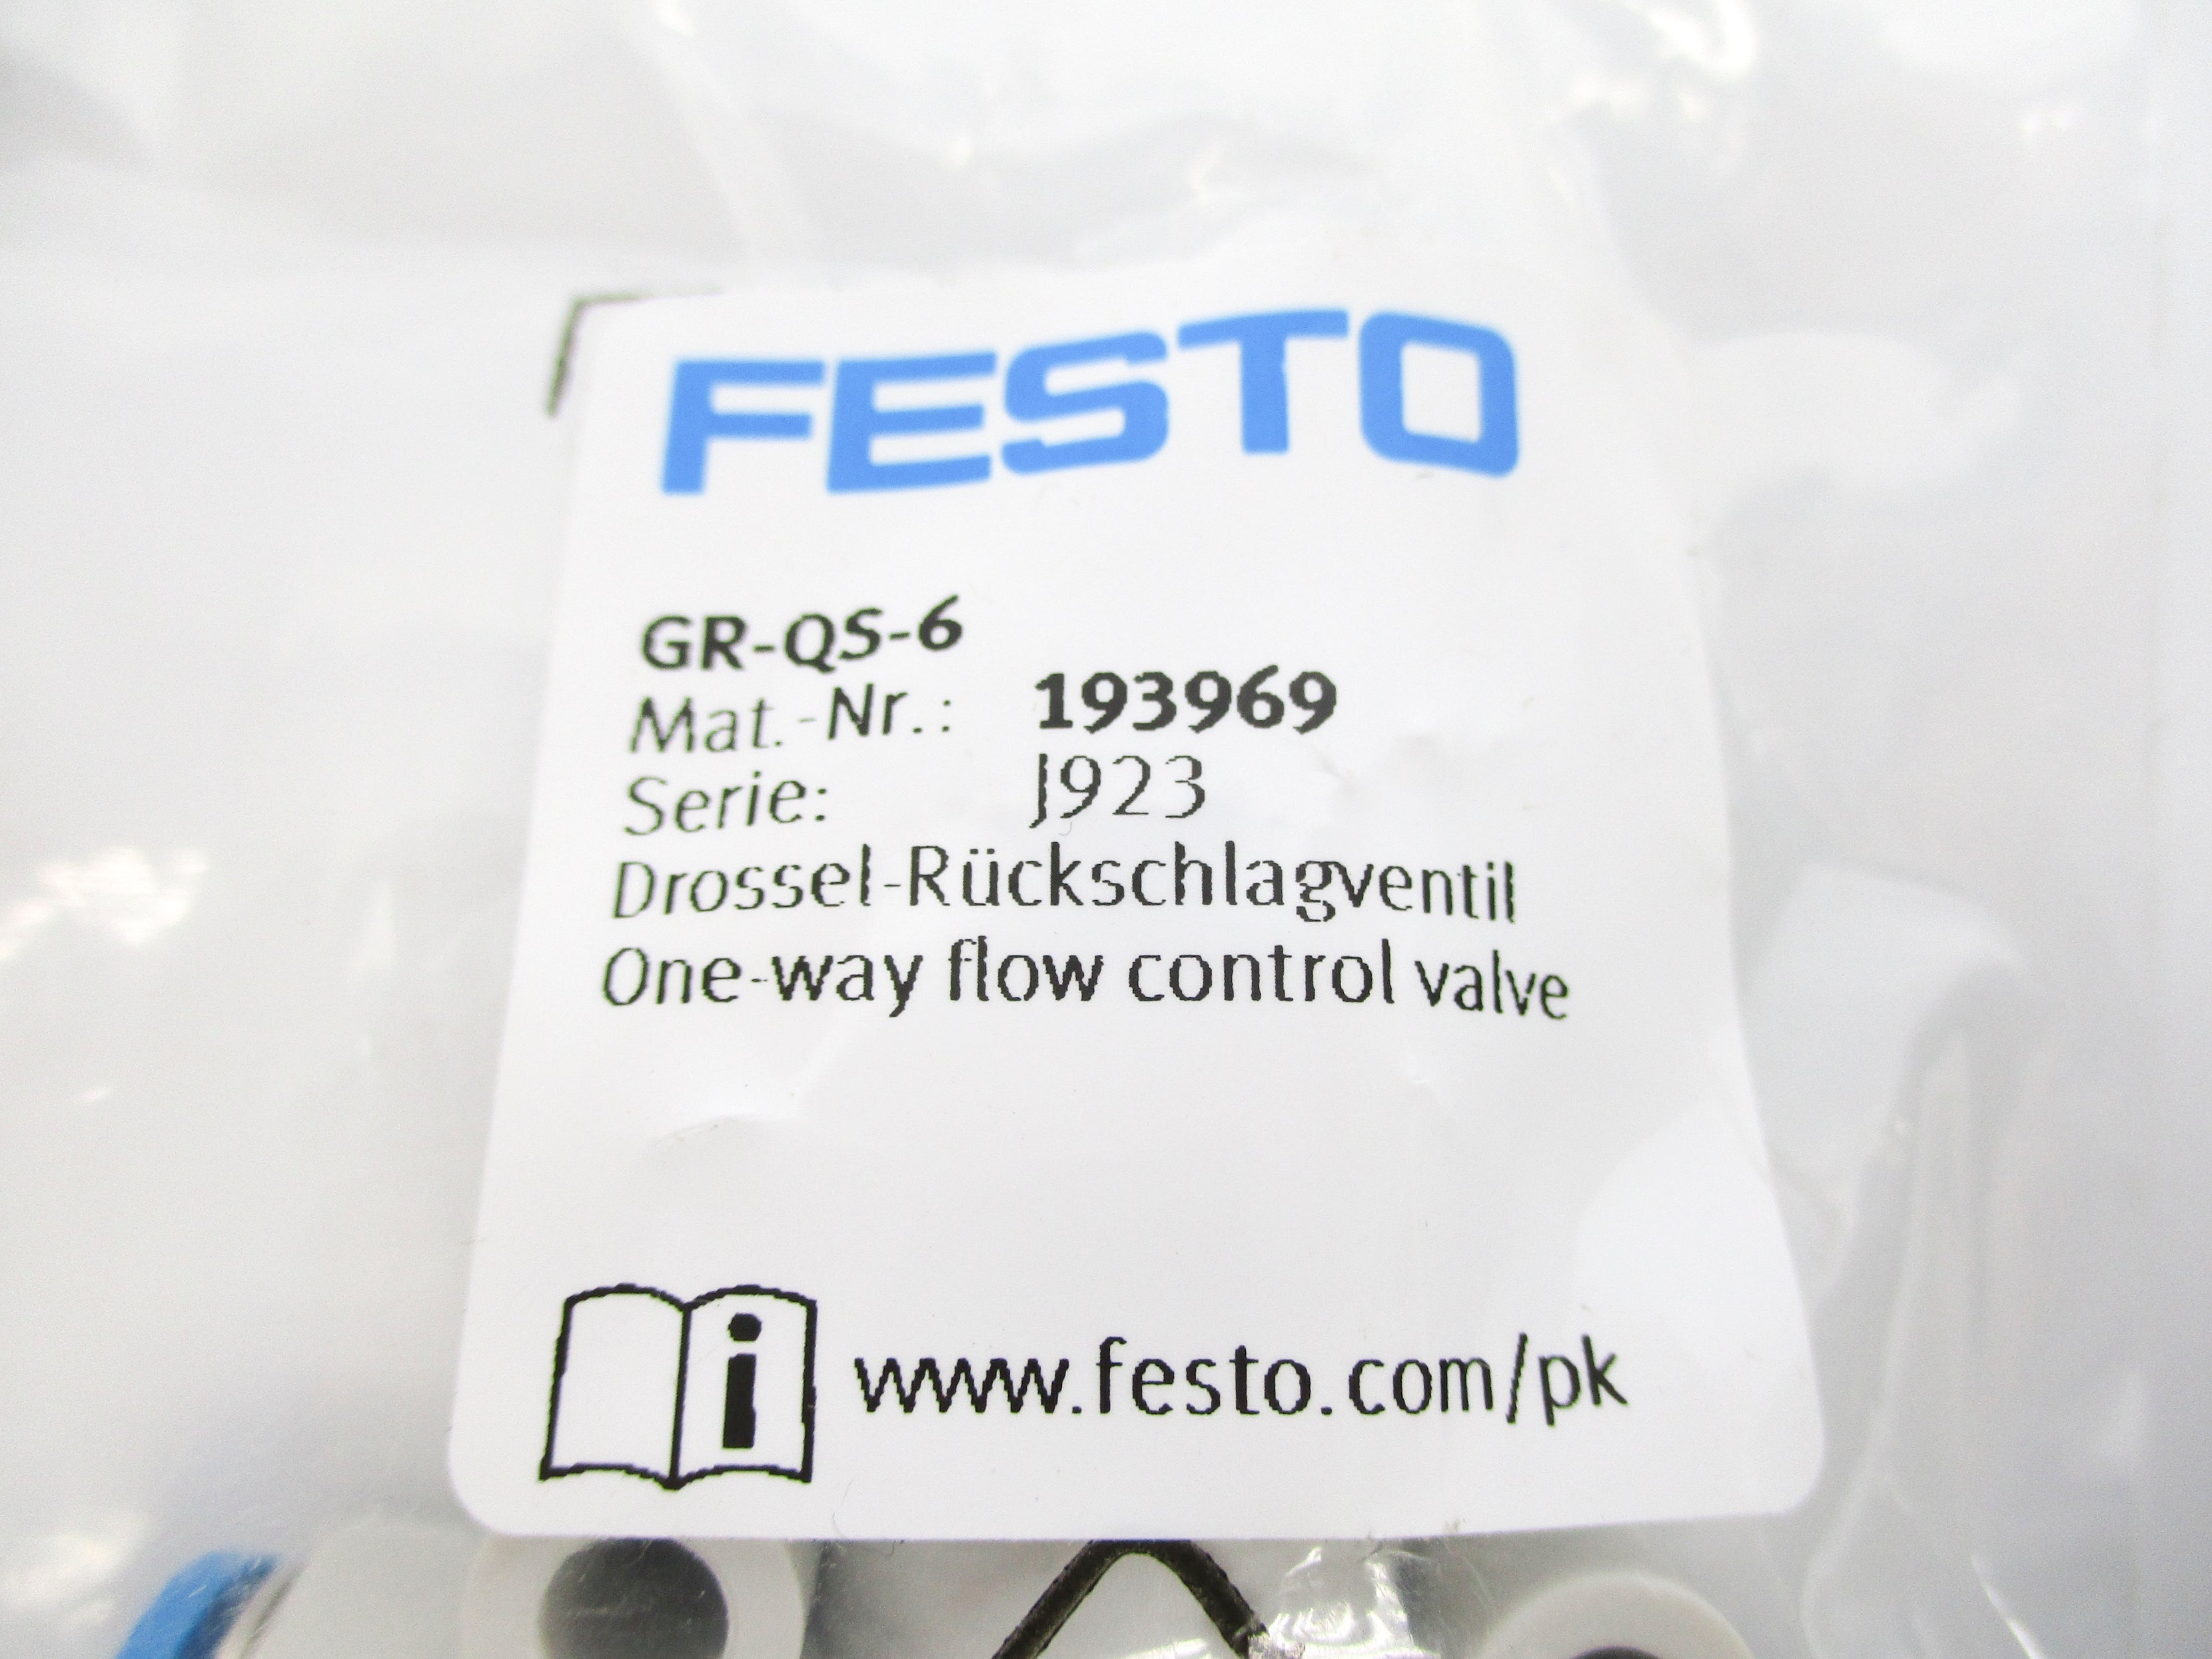 FESTO
GR-QS-6
Mat.-Nr.: 193969
Serie: J923
Drossel-Rückschlagventil
One-way flow control valve
i www.festo.com/pk